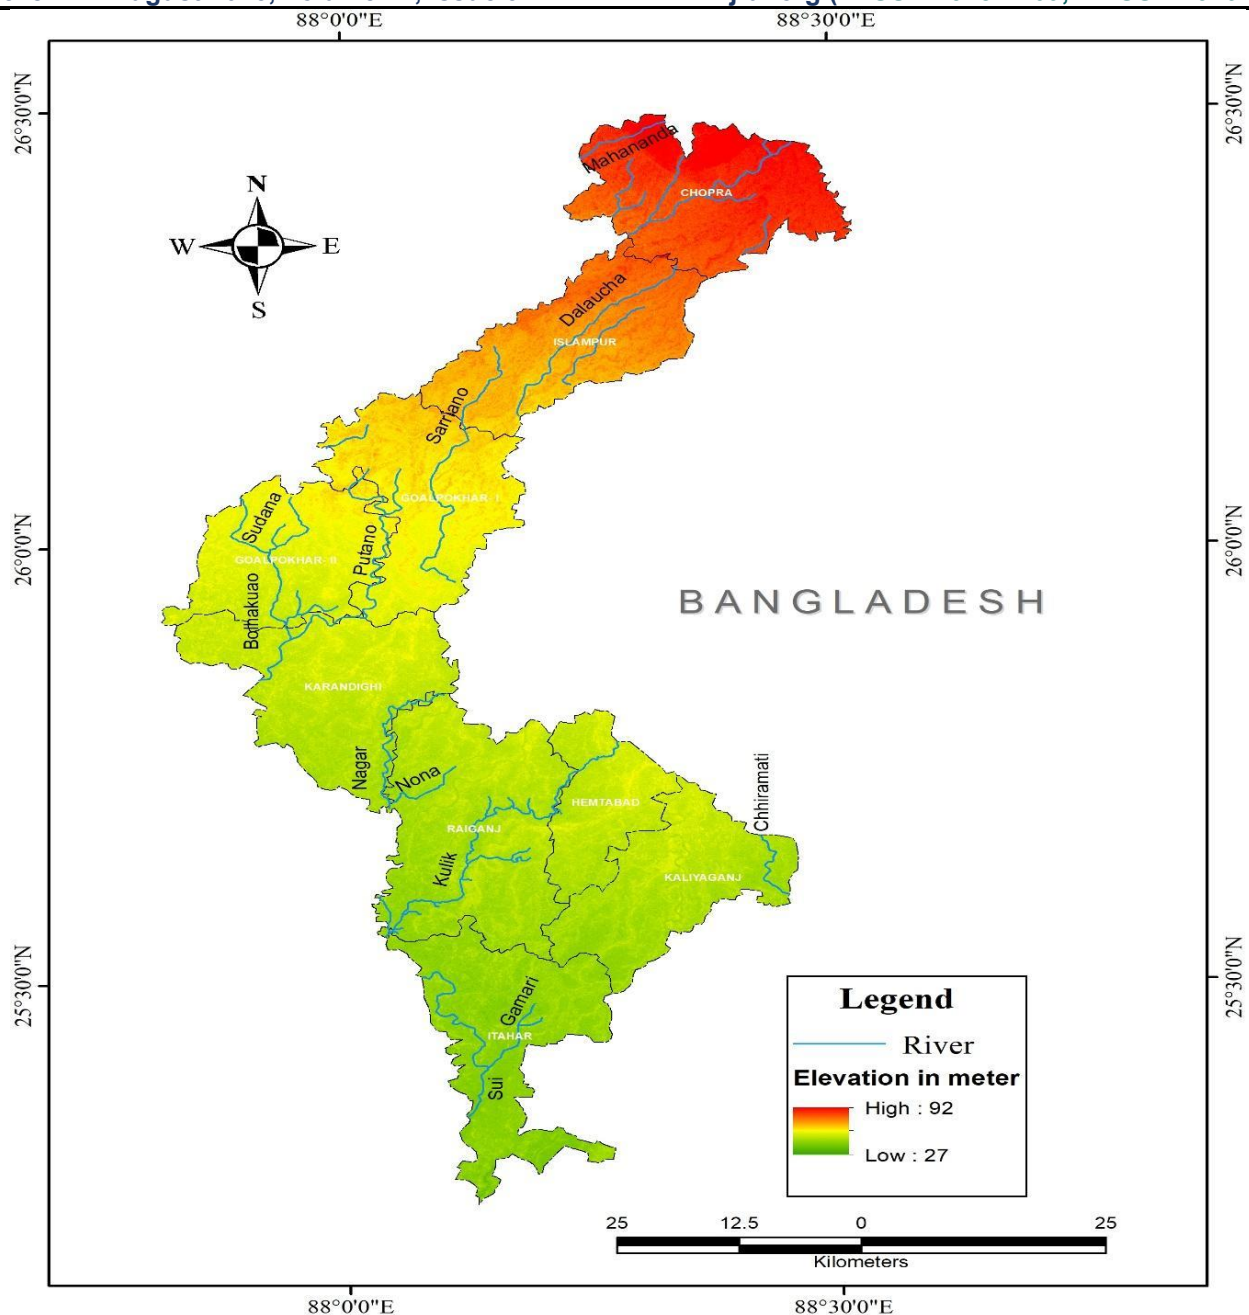 88°0'0"E
88°30'0"E
26°30'0"N
26°30'0"N
Mahananda
CHOPRA
N
W
E
S
Dalaucha
ISLAMPUR
Sarriano
GOALPOKHAR- I
Sudana
GOALPOKHAR- II
Putano
Bothakuao
26°0'0"N
26°0'0"N
BANGLADESH
KARANDIGHI
Nagar
Nona
HEMTABAD
Chhiramati
RAIGANJ
Kulik
KALIYAGANJ
25°30'0"N
25°30'0"N
Gamari
ITAHAR
Sui
Legend
River
Elevation in meter
High : 92
Low : 27
25 12.5 0 25
Kilometers
88°0'0"E
88°30'0"E